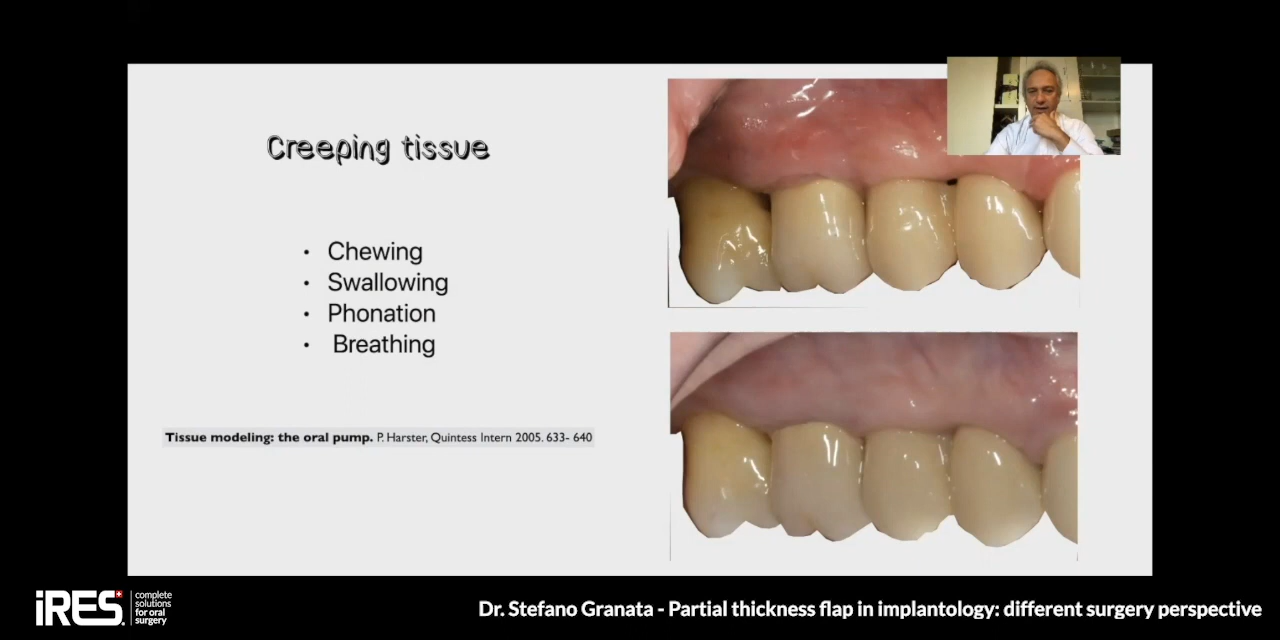 Creeping tissue
• Chewing
• Swallowing
• Phonation
• Breathing
Tissue modeling: the oral pump. P. Harster, Quintess Intern 2005. 633- 640
iRES.
complete
solutions
for oral
surgery
Dr. Stefano Granata - Partial thickness flap in implantology: different surgery perspective